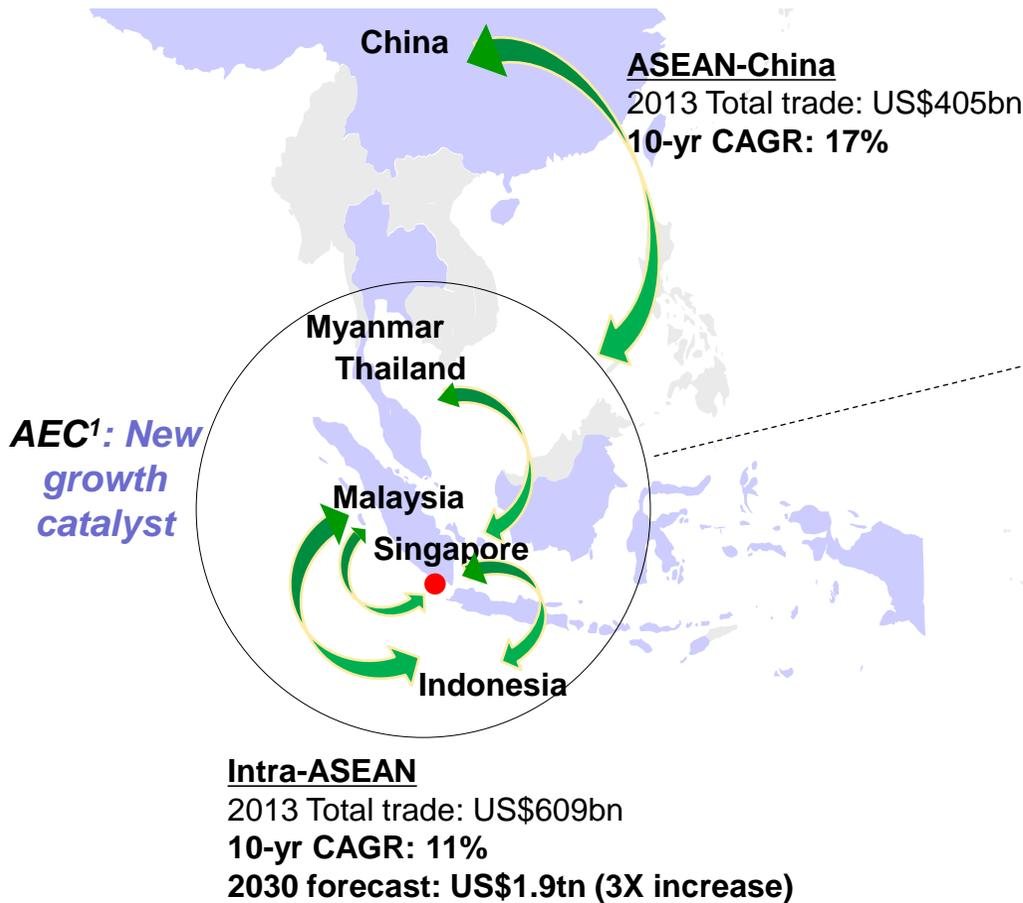 China
ASEAN-China
2013 Total trade: US$405bn
10-yr CAGR: 17%
Myanmar
Thailand
AEC¹: New
growth
catalyst
Malaysia
Singapore
Indonesia
Intra-ASEAN
2013 Total trade: US$609bn
10-yr CAGR: 11%
2030 forecast: US$1.9tn (3X increase)